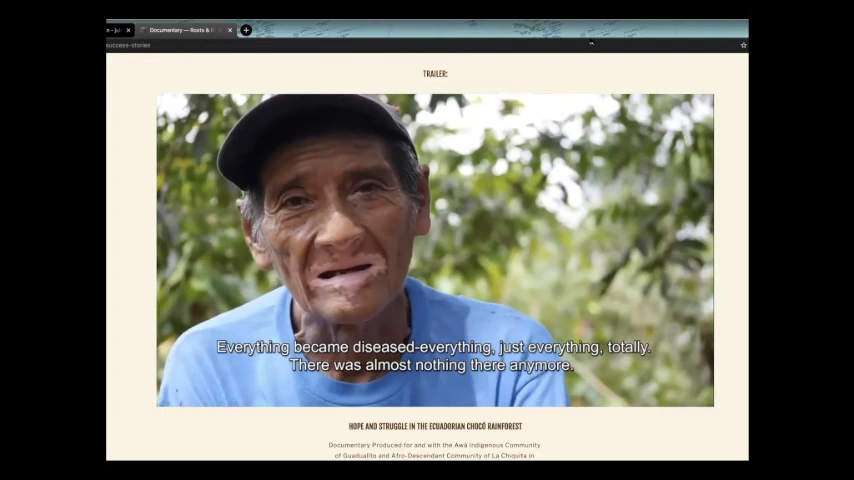 Documentary — Roots & R
success-stories
TRAILER:
Everything became diseased-everything, just everything, totally.
There was almost nothing there anymore.
HOPE AND STRUGGLE IN THE ECUADORIAN CHOCÓ RAINFOREST
Documentary Produced for and with the Awá Indigenous Community
of Guadualito and Afro-Descendant Community of La Chiquita in